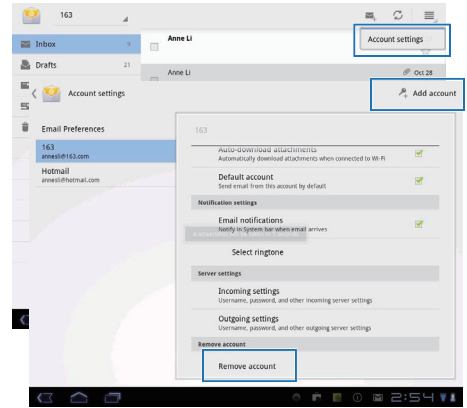 163
Account settings
Inbox 9
Anne Li
Drafts 21
Anne Li
Oct 28
Account settings
Add account
Email Preferences
163
annesli@163.com
Hotmail
annesli@hotmail.com
163
Auto-download attachments
Automatically download attachments when connected to Wi-Fi
Default account
Send email from this account by default
Notification settings
Email notifications
Notify in System bar when email arrives
Select ringtone
Server settings
Incoming settings
Username, password, and other incoming server settings
Outgoing settings
Username, password, and other outgoing server settings
Remove account
Remove account
2:54